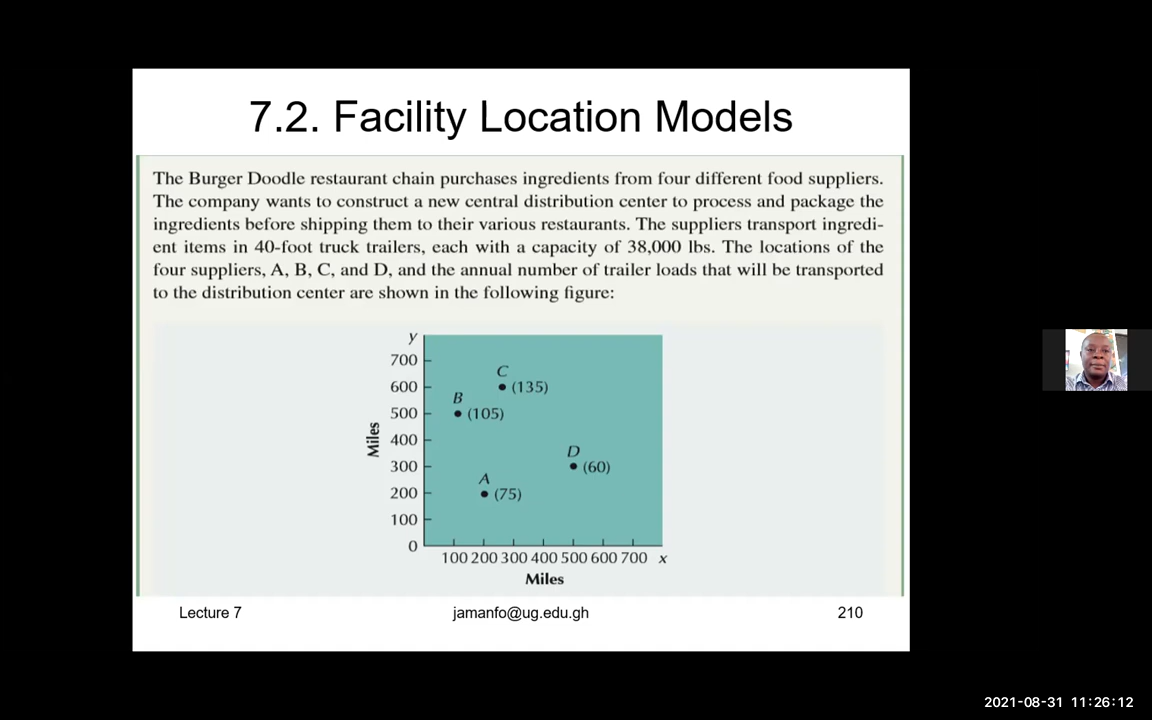 7.2. Facility Location Models
The Burger Doodle restaurant chain purchases ingredients from four different food suppliers.
The company wants to construct a new central distribution center to process and package the
ingredients before shipping them to their various restaurants. The suppliers transport ingredi-
ent items in 40-foot truck trailers, each with a capacity of 38,000 lbs. The locations of the
four suppliers, A, B, C, and D, and the annual number of trailer loads that will be transported
to the distribution center are shown in the following figure:
y
700
C
600
(135)
B
500
(105)
Miles
400
D
300
(60)
A
200
(75)
100
0
100 200 300 400 500 600 700 x
Miles
Lecture 7
jamanfo@ug.edu.gh
210
2021-08-31 11:26:12